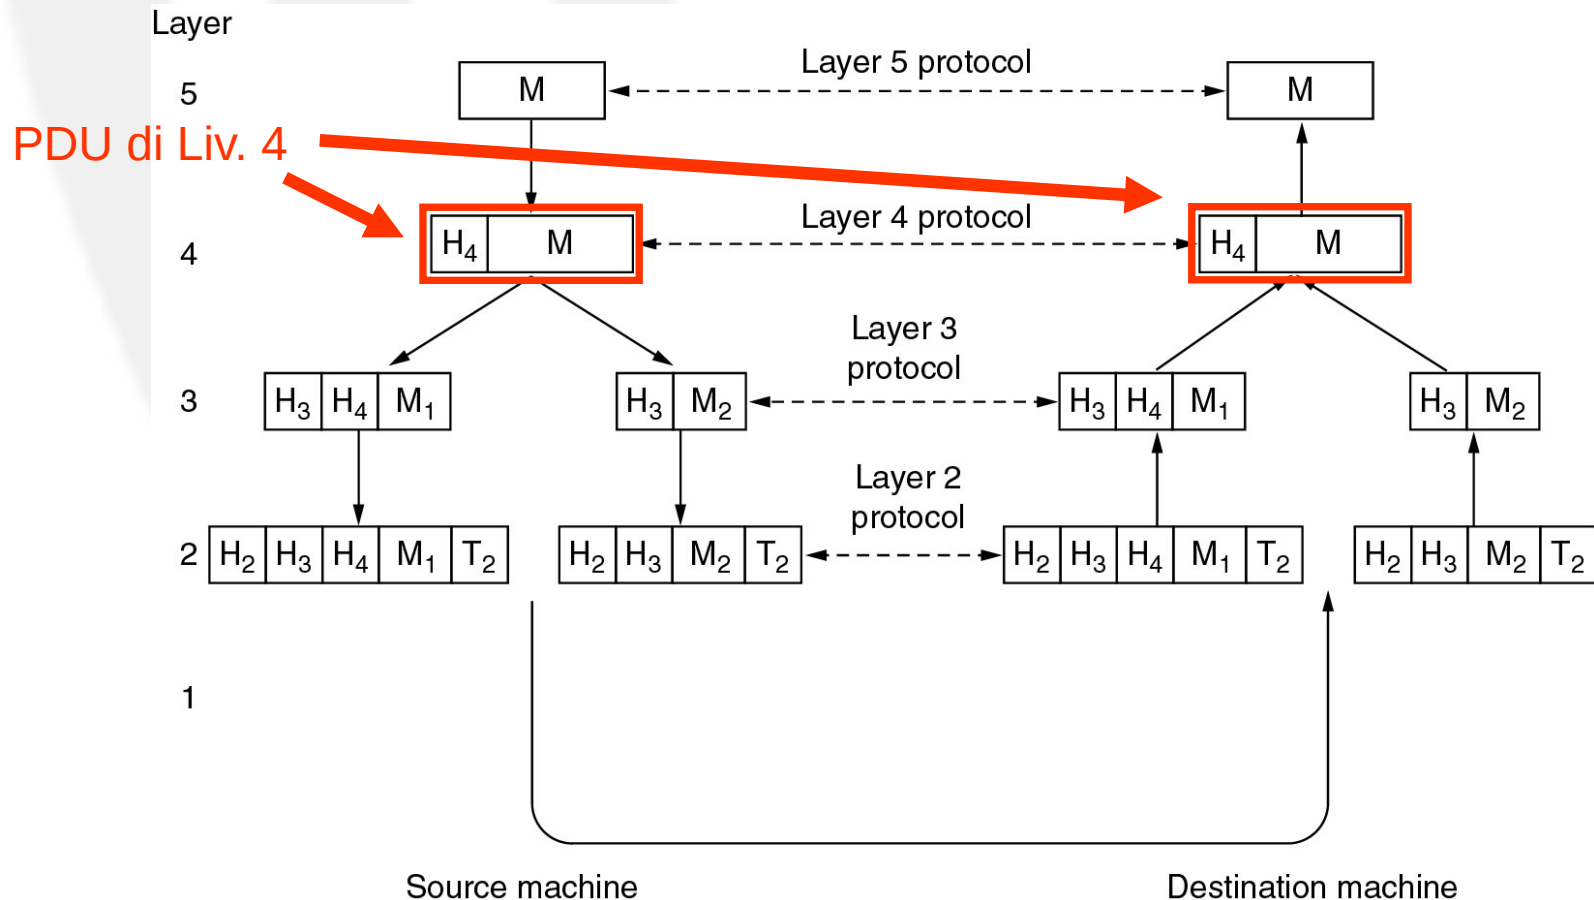 Layer
5 M Layer 5 protocol M
PDU di Liv. 4
4 H4 M Layer 4 protocol H4 M
Layer 3
protocol
3 H3 H4 M1 H3 M2 H3 H4 M1 H3 M2
Layer 2
protocol
2 H2 H3 H4 M1 T2 H2 H3 M2 T2 H2 H3 H4 M1 T2 H2 H3 M2 T2
1
Source machine Destination machine